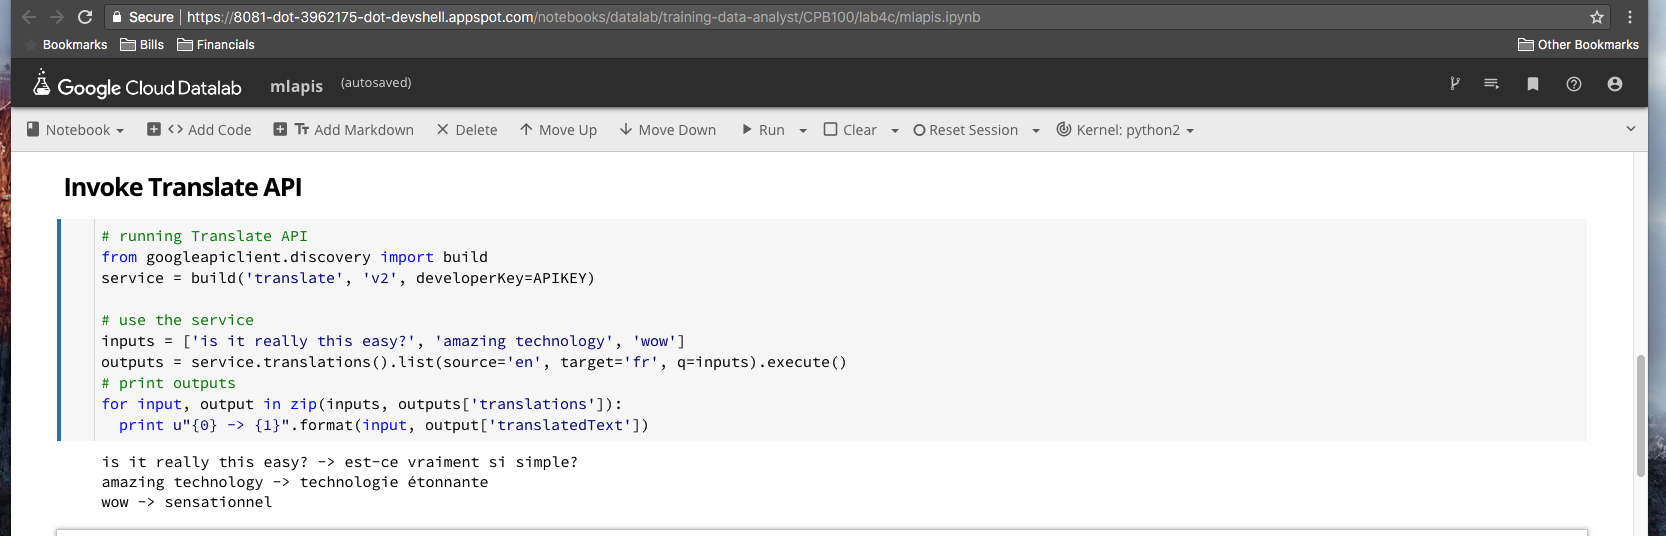 Secure | https://8081-dot-3962175-dot-devshell.appspot.com/notebooks/datalab/training-data-analyst/CPB100/lab4c/mlapis.ipynb
Bookmarks Bills Financials Other Bookmarks
Google Cloud Datalab mlapis (autosaved)
Notebook <> Add Code Tт Add Markdown Delete Move Up Move Down Run Clear Reset Session Kernel: python2
Invoke Translate API
# running Translate API
from googleapiclient.discovery import build
service = build('translate', 'v2', developerKey=APIKEY)
# use the service
inputs = ['is it really this easy?', 'amazing technology', 'wow']
outputs = service.translations().list(source='en', target='fr', q=inputs).execute()
# print outputs
for input, output in zip(inputs, outputs['translations']):
  print u"{0} -> {1}".format(input, output['translatedText'])
is it really this easy? -> est-ce vraiment si simple?
amazing technology -> technologie étonnante
wow -> sensationnel